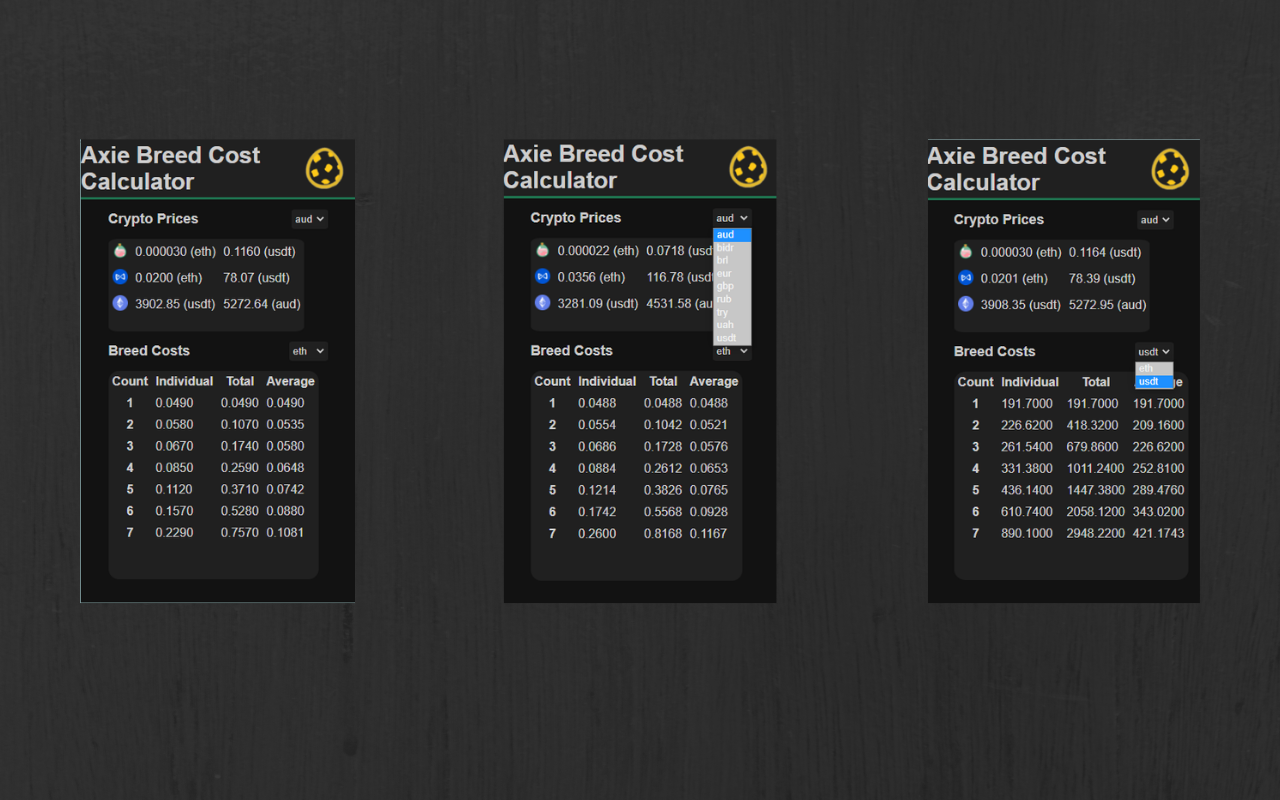 Axie Breed Cost
Calculator
Crypto Prices aud
0.000030 (eth) 0.1160 (usdt)
0.0200 (eth) 78.07 (usdt)
3902.85 (usdt) 5272.64 (aud)
Breed Costs eth
Count Individual Total Average
1 0.0490 0.0490 0.0490
2 0.0580 0.1070 0.0535
3 0.0670 0.1740 0.0580
4 0.0850 0.2590 0.0648
5 0.1120 0.3710 0.0742
6 0.1570 0.5280 0.0880
7 0.2290 0.7570 0.1081
Axie Breed Cost
Calculator
Crypto Prices aud
aud
bidr
brl
eur
gbp
rub
try
uah
usdt
0.000022 (eth) 0.0718 (usdt
0.0356 (eth) 116.78 (usdt
3281.09 (usdt) 4531.58 (au
Breed Costs eth
Count Individual Total Average
1 0.0488 0.0488 0.0488
2 0.0554 0.1042 0.0521
3 0.0686 0.1728 0.0576
4 0.0884 0.2612 0.0653
5 0.1214 0.3826 0.0765
6 0.1742 0.5568 0.0928
7 0.2600 0.8168 0.1167
Axie Breed Cost
Calculator
Crypto Prices aud
0.000030 (eth) 0.1164 (usdt)
0.0201 (eth) 78.39 (usdt)
3908.35 (usdt) 5272.95 (aud)
Breed Costs usdt
eth
usdt
Count Individual Total e
1 191.7000 191.7000 191.7000
2 226.6200 418.3200 209.1600
3 261.5400 679.8600 226.6200
4 331.3800 1011.2400 252.8100
5 436.1400 1447.3800 289.4760
6 610.7400 2058.1200 343.0200
7 890.1000 2948.2200 421.1743